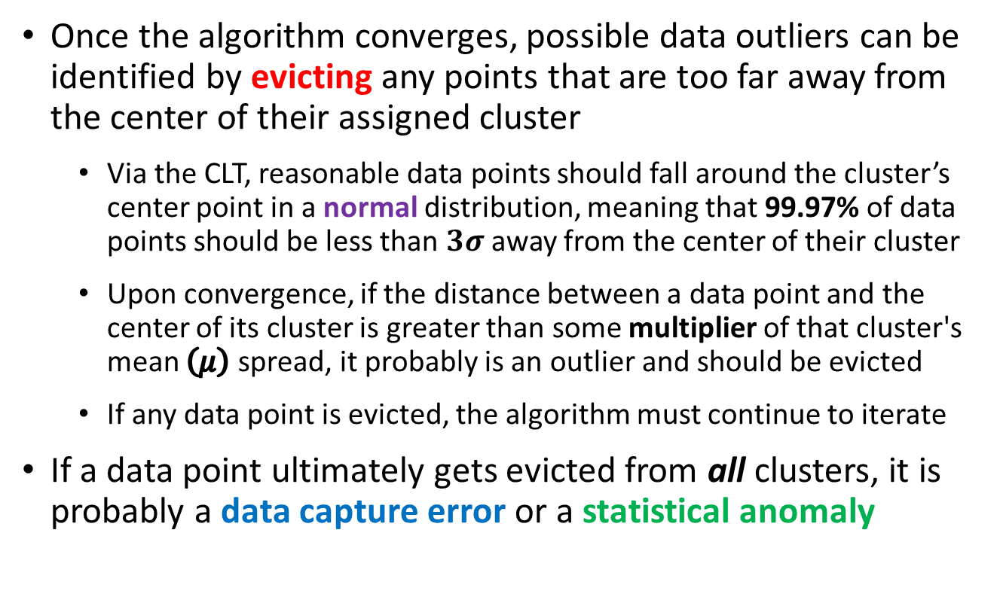 • Once the algorithm converges, possible data outliers can be
identified by evicting any points that are too far away from
the center of their assigned cluster
• Via the CLT, reasonable data points should fall around the cluster’s
center point in a normal distribution, meaning that 99.97% of data
points should be less than 3σ away from the center of their cluster
• Upon convergence, if the distance between a data point and the
center of its cluster is greater than some multiplier of that cluster's
mean (μ) spread, it probably is an outlier and should be evicted
• If any data point is evicted, the algorithm must continue to iterate
• If a data point ultimately gets evicted from all clusters, it is
probably a data capture error or a statistical anomaly